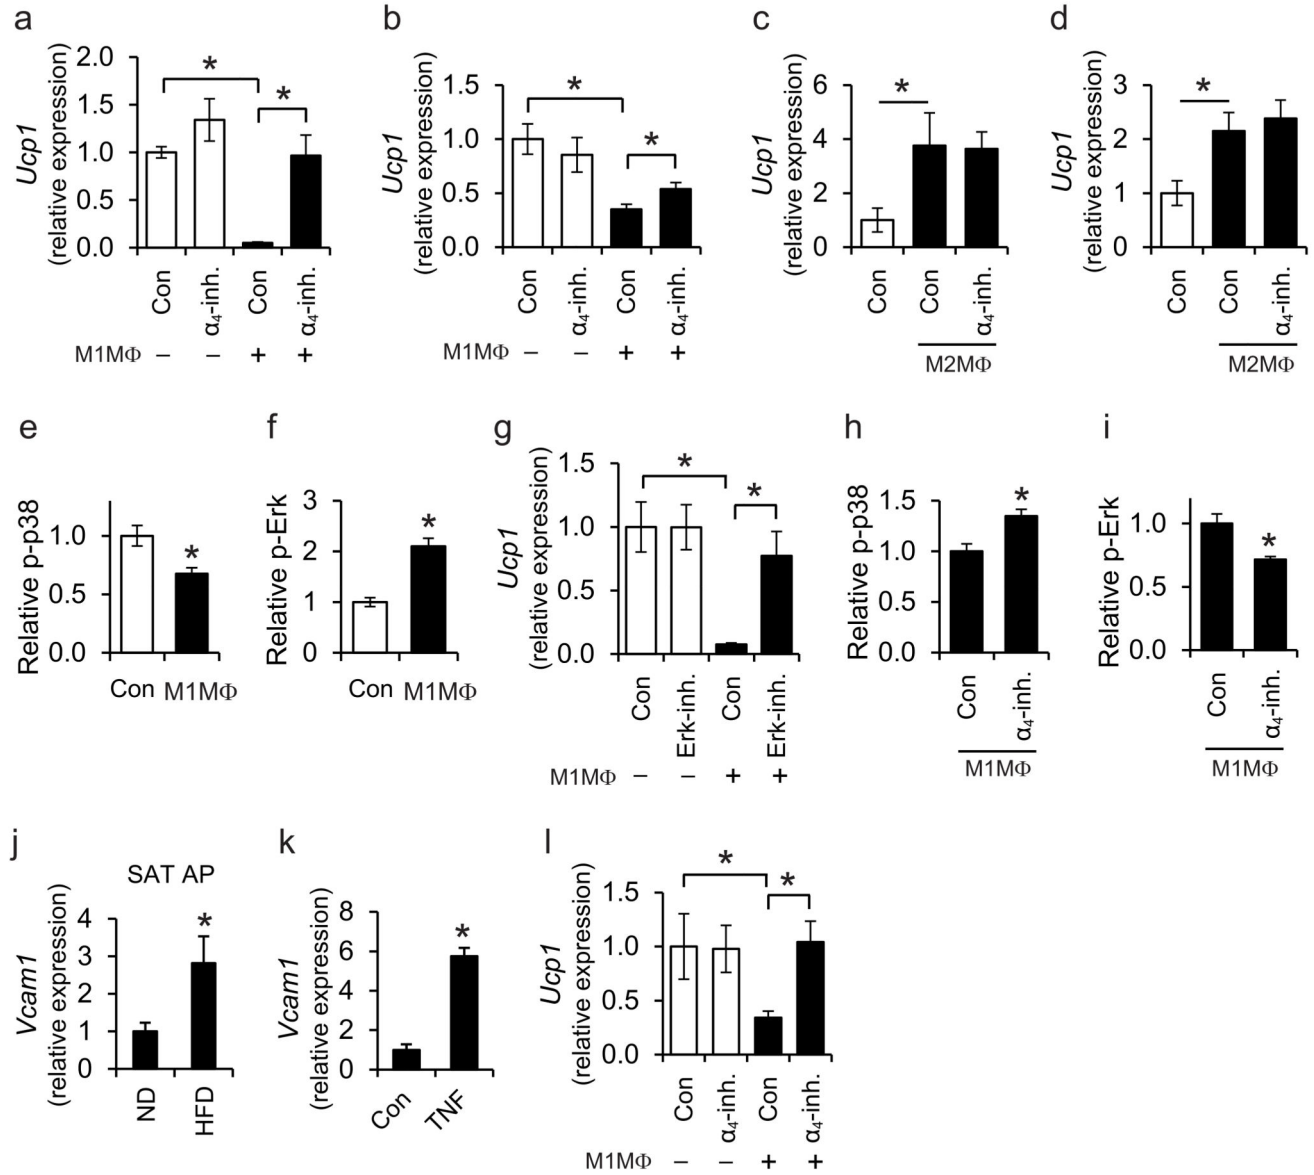 a
Ucp1
(relative expression)
2.0
1.5
1.0
0.5
0.0
*
*
Con
α4-inh.
Con
α4-inh.
M1MΦ – – + +
b
Ucp1
(relative expression)
1.5
1.0
0.5
0.0
*
*
Con
α4-inh.
Con
α4-inh.
M1MΦ – – + +
c
Ucp1
(relative expression)
6
4
2
0
*
Con
Con
α4-inh.
M2MΦ
d
Ucp1
(relative expression)
3
2
1
0
*
Con
Con
α4-inh.
M2MΦ
e
Relative p-p38
1.0
0.5
0.0
*
Con M1MΦ
f
Relative p-Erk
3
2
1
0
*
Con M1MΦ
g
Ucp1
(relative expression)
1.5
1.0
0.5
0.0
*
*
Con
Erk-inh.
Con
Erk-inh.
M1MΦ – – + +
h
Relative p-p38
1.5
1.0
0.5
0.0
*
Con
α4-inh.
M1MΦ
i
Relative p-Erk
1.0
0.5
0.0
*
Con
α4-inh.
M1MΦ
j
SAT AP
Vcam1
(relative expression)
4
3
2
1
0
*
ND
HFD
k
Vcam1
(relative expression)
8
6
4
2
0
*
Con
TNF
l
Ucp1
(relative expression)
1.5
1.0
0.5
0.0
*
*
Con
α4-inh.
Con
α4-inh.
M1MΦ – – + +